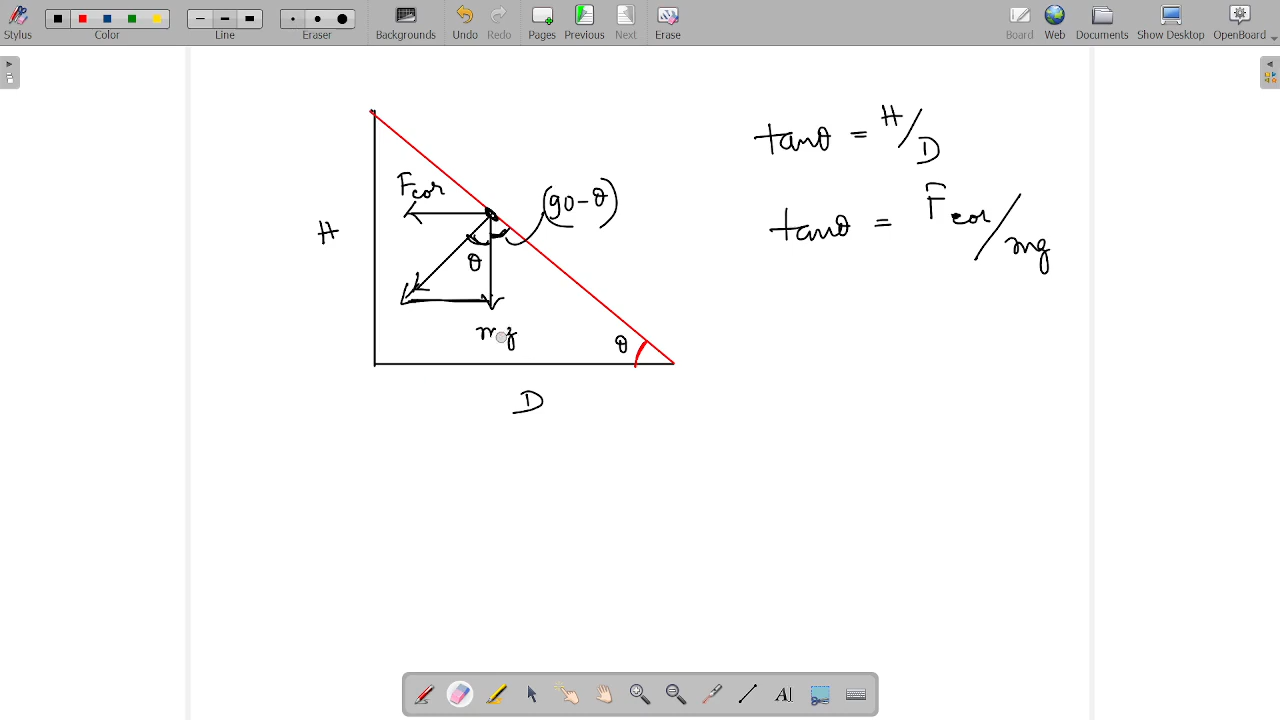 Stylus Color Line Eraser Backgrounds Undo Redo Pages Previous Next Erase Board Web Documents Show Desktop OpenBoard
tanθ = H/D
Fcor (90-θ)
tanθ = Fcor/mg
H
θ
mg
θ
D